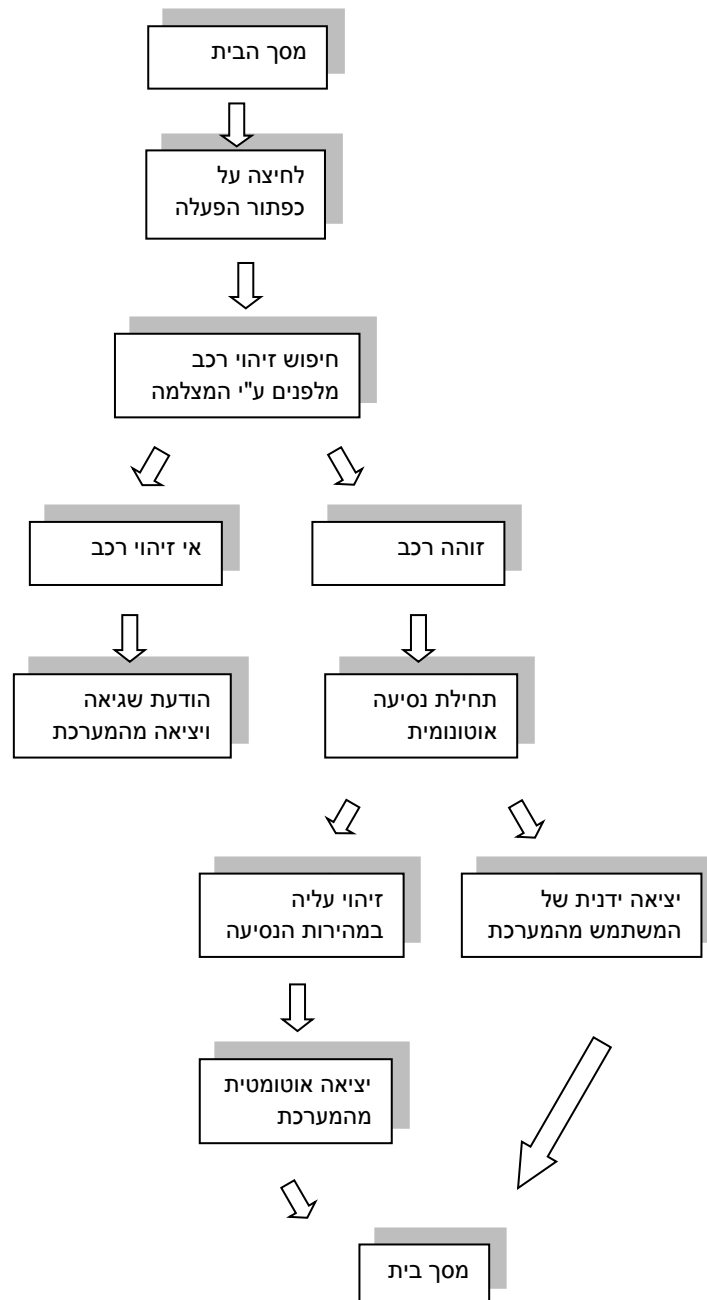 מסך הבית
לחיצה על
כפתור הפעלה
חיפוש זיהוי רכב
מלפנים ע"י המצלמה
זוהה רכב
אי זיהוי רכב
תחילת נסיעה
אוטונומית
הודעת שגיאה
ויציאה מהמערכת
יציאה ידנית של
המשתמש מהמערכת
זיהוי עליה
במהירות הנסיעה
יציאה אוטומטית
מהמערכת
מסך בית